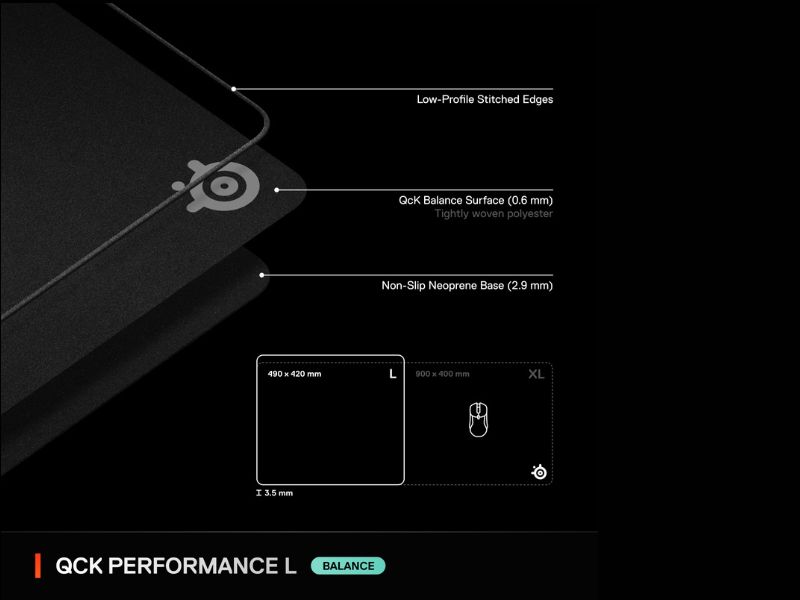 Low-Profile Stitched Edges
QcK Balance Surface (0.6 mm)
Tightly woven polyester
Non-Slip Neoprene Base (2.9 mm)
490 x 420 mm L
900 x 400 mm XL
3.5 mm
QCK PERFORMANCE L BALANCE